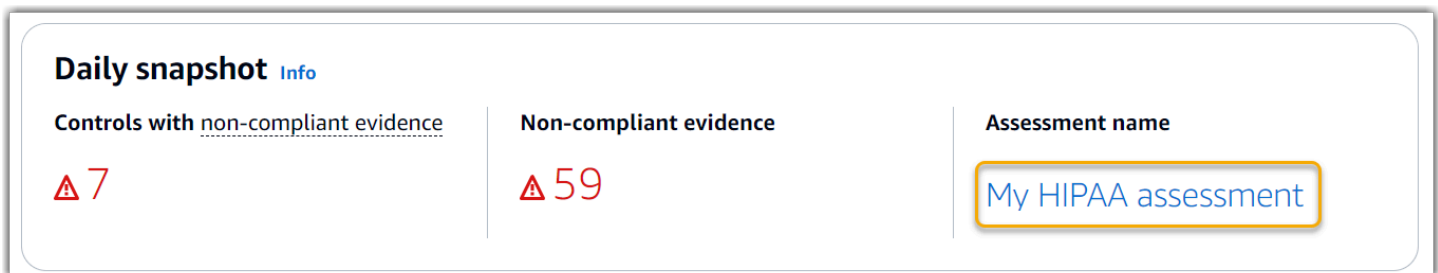 Daily snapshot Info
Controls with non-compliant evidence
7
Non-compliant evidence
59
Assessment name
My HIPAA assessment